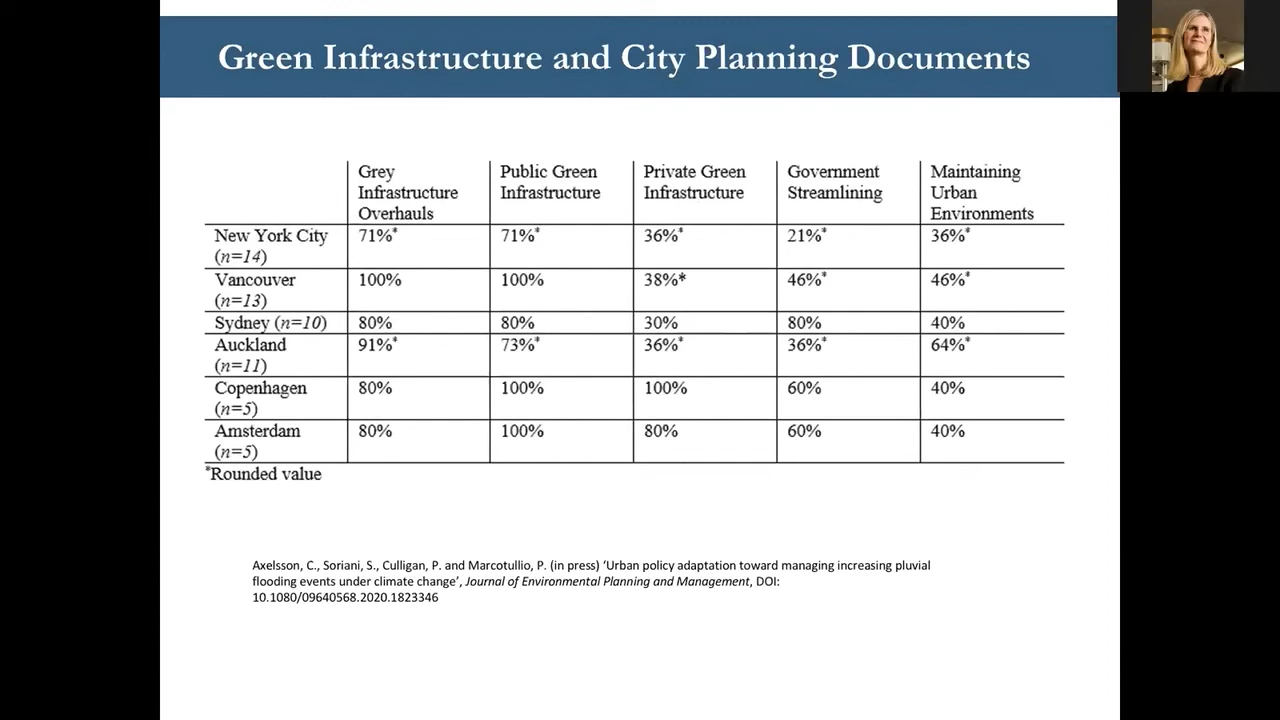 Green Infrastructure and City Planning Documents
Grey Infrastructure Overhauls Public Green Infrastructure Private Green Infrastructure Government Streamlining Maintaining Urban Environments
New York City (n=14) 71%* 71%* 36%* 21%* 36%*
Vancouver (n=13) 100% 100% 38%* 46%* 46%*
Sydney (n=10) 80% 80% 30% 80% 40%
Auckland (n=11) 91%* 73%* 36%* 36%* 64%*
Copenhagen (n=5) 80% 100% 100% 60% 40%
Amsterdam (n=5) 80% 100% 80% 60% 40%
*Rounded value
Axelsson, C., Soriani, S., Culligan, P. and Marcotullio, P. (in press) ‘Urban policy adaptation toward managing increasing pluvial
flooding events under climate change’, Journal of Environmental Planning and Management, DOI:
10.1080/09640568.2020.1823346